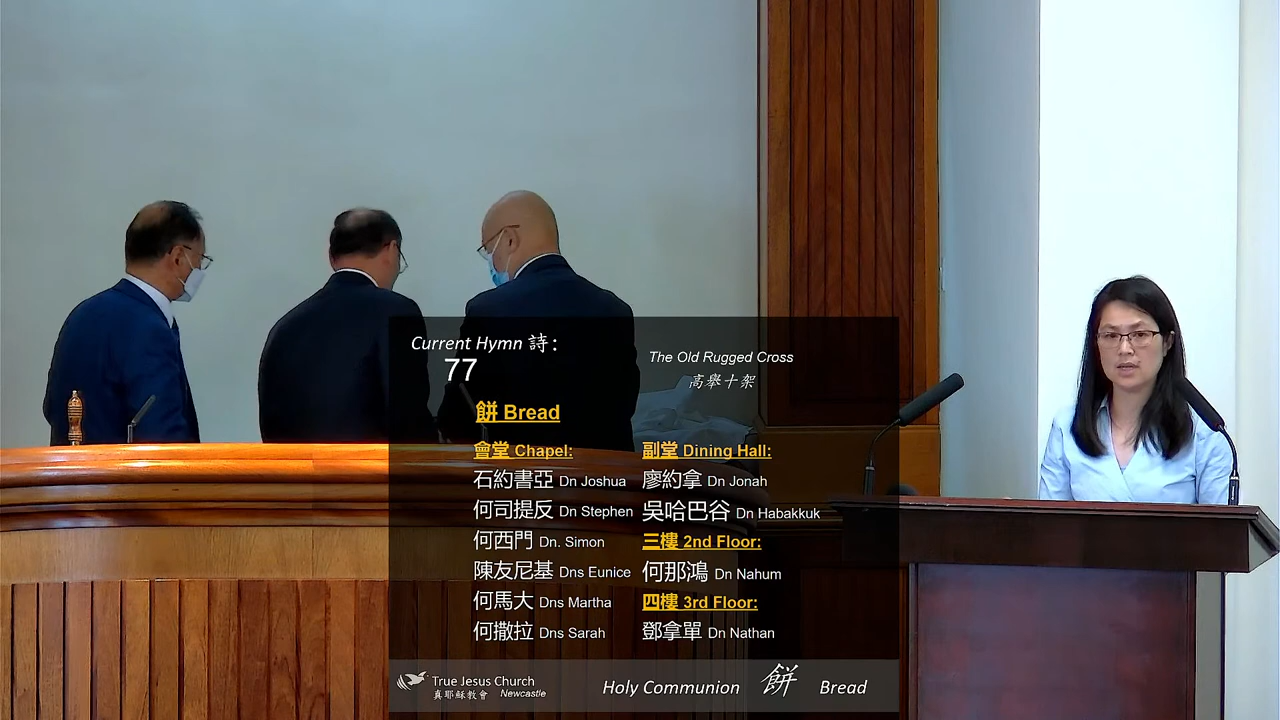 Current Hymn 詩:
77
The Old Rugged Cross
高舉十架
餅 Bread
會堂 Chapel:
石約書亞 Dn Joshua
何司提反 Dn Stephen
何西門 Dn. Simon
陳友尼基 Dns Eunice
何馬大 Dns Martha
何撒拉 Dns Sarah
副堂 Dining Hall:
廖約拿 Dn Jonah
吳哈巴谷 Dn Habakkuk
三樓 2nd Floor:
何那鴻 Dn Nahum
四樓 3rd Floor:
鄧拿單 Dn Nathan
True Jesus Church
真耶穌教會 Newcastle
Holy Communion 餅 Bread